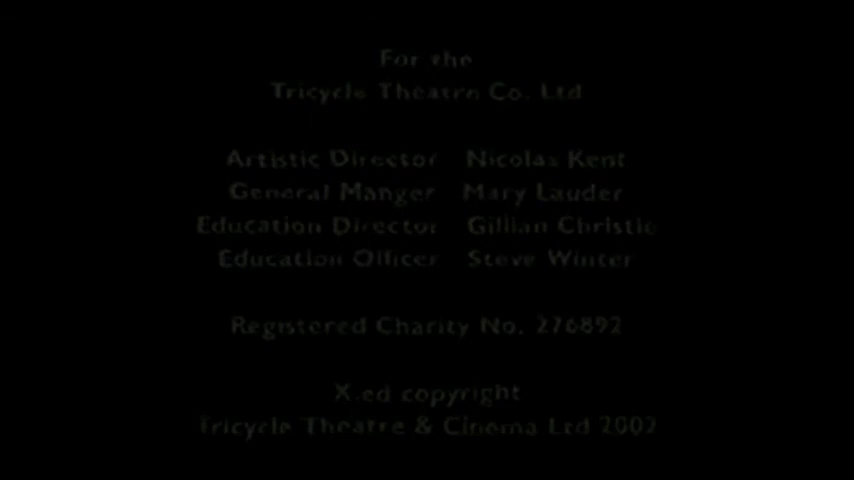 For the
Tricycle Theatre Co. Ltd
Artistic Director Nicolas Kent
General Manger Mary Lauder
Education Director Gillian Christie
Education Officer Steve Winter
Registered Charity No. 276892
X.ed copyright
Tricycle Theatre & Cinema Ltd 2002